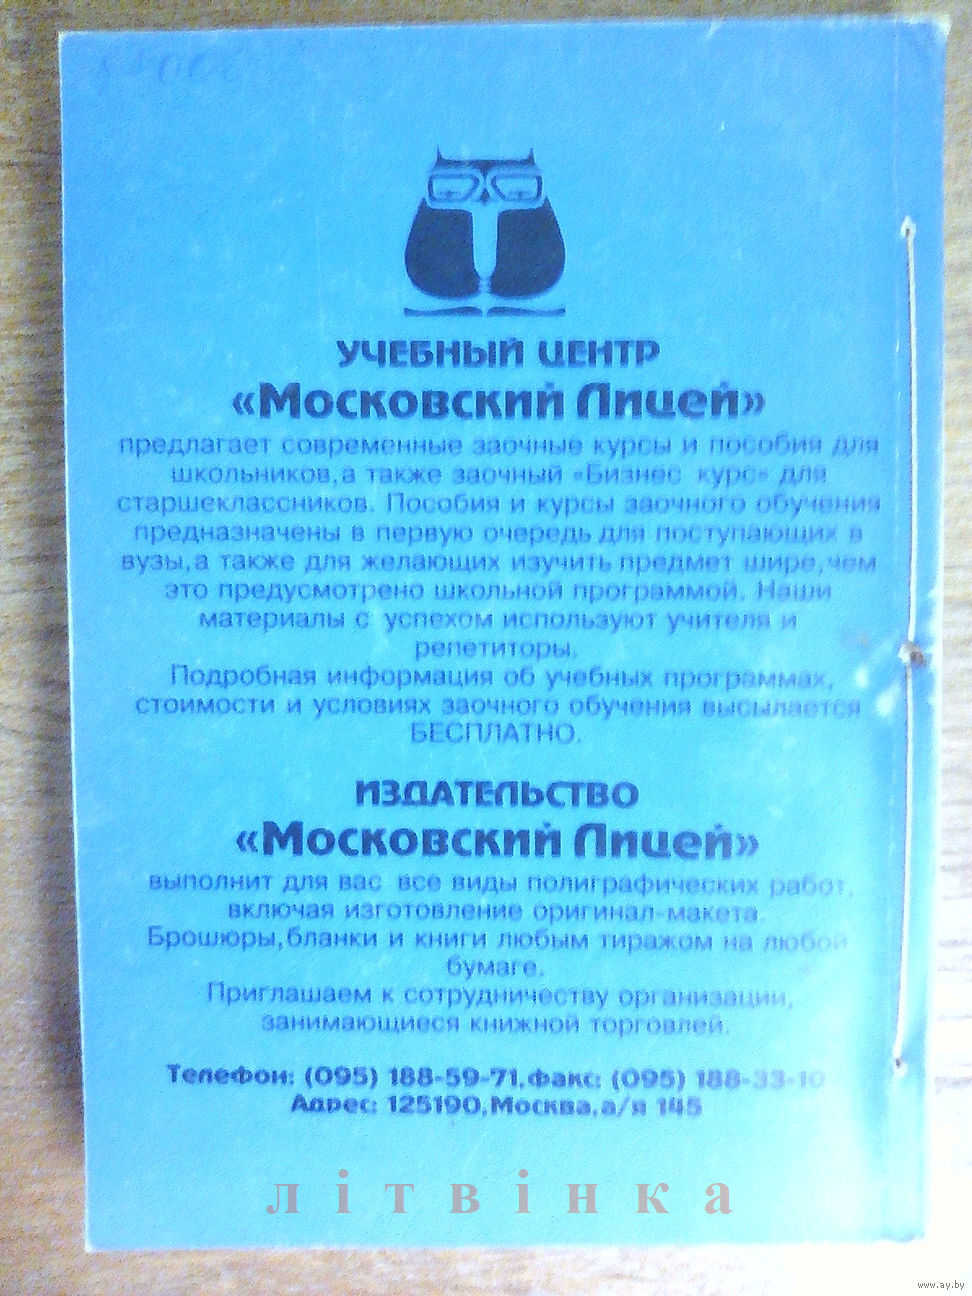 УЧЕБНЫЙ ЦЕНТР
«Московский Лицей»
предлагает современные заочные курсы и пособия для
школьников,а также заочный «Бизнес курс» для
старшеклассников. Пособия и курсы заочного обучения
предназначены в первую очередь для поступающих в
вузы,а также для желающих изучить предмет шире,чем
это предусмотрено школьной программой. Наши
материалы с успехом используют учителя и
репетиторы.
Подробная информация об учебных программах,
стоимости и условиях заочного обучения высылается
БЕСПЛАТНО.
ИЗДАТЕЛЬСТВО
«Московский Лицей»
выполнит для вас все виды полиграфических работ,
включая изготовление оригинал-макета.
Брошюры,бланки и книги любым тиражом на любой
бумаге.
Приглашаем к сотрудничеству организации,
занимающиеся книжной торговлей.
Телефон: (095) 188-59-71,факс: (095) 188-33-10
Адрес: 125190,Москва,а/я 145
літвінка
www.ay.by